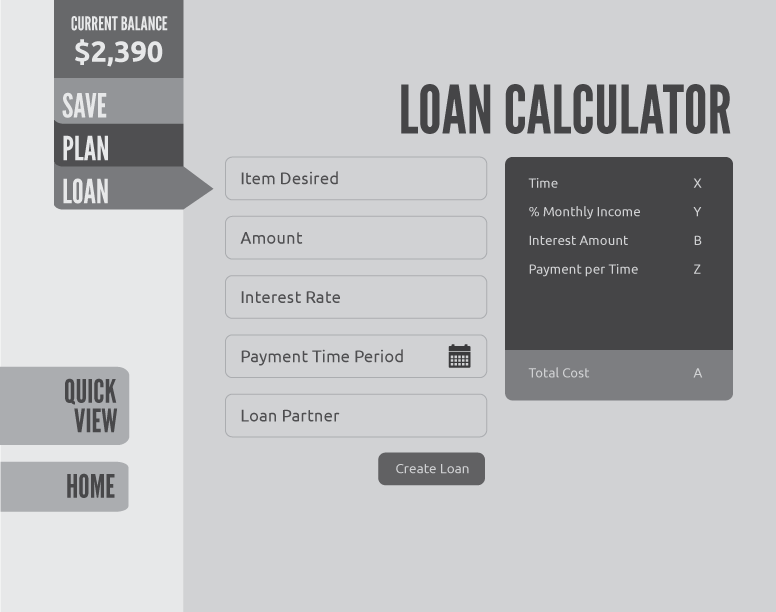 CURRENT BALANCE
$2,390
SAVE
PLAN
LOAN
QUICK
VIEW
HOME
LOAN CALCULATOR
Item Desired
Amount
Interest Rate
Payment Time Period
Loan Partner
Create Loan
Time X
% Monthly Income Y
Interest Amount B
Payment per Time Z
Total Cost A